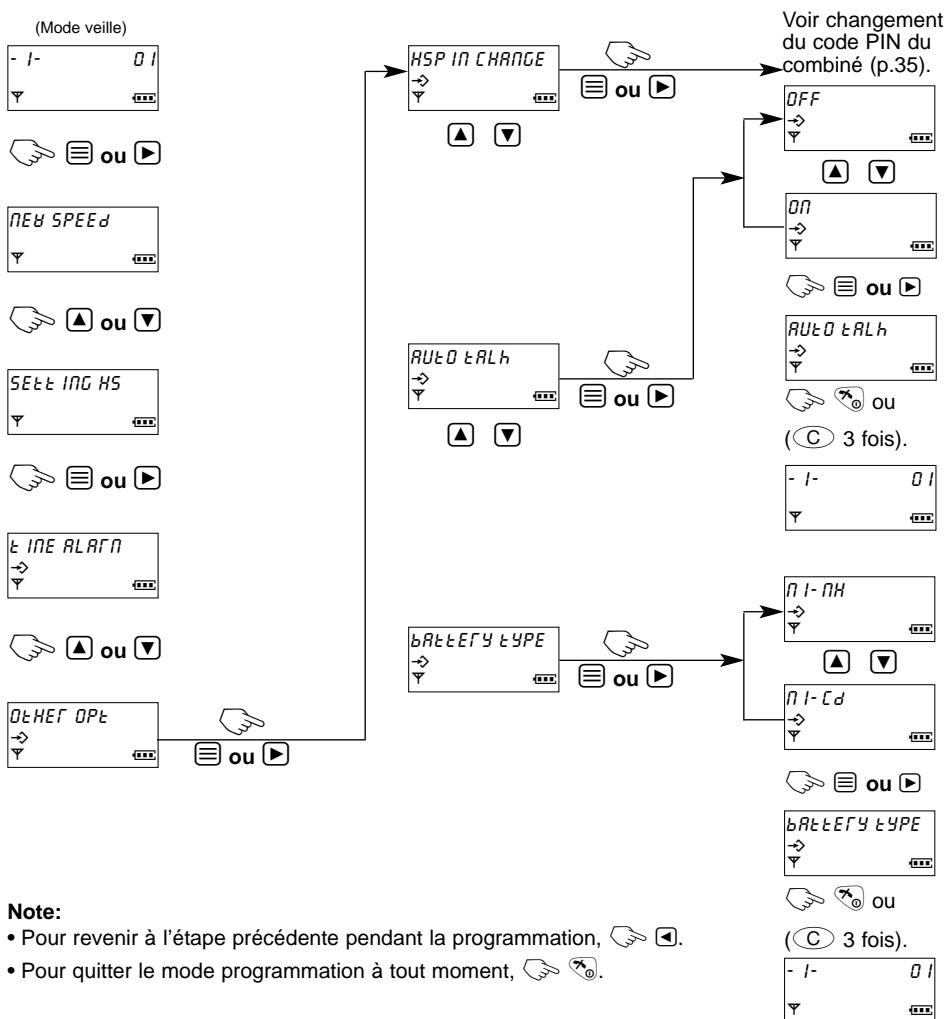 (Mode veille)
- 1- 01
ou
NEW SPEEd
ou
SEtt ING HS
ou
t IME ALArM
ou
OtHEr OPt
ou
HSP IN CHANGE
ou
Voir changement
du code PIN du
combiné (p.35).
OFF
ON
ou
AUtO tALk
ou
AUtO tALk
ou
(C 3 fois).
- 1- 01
bAttErY tYPE
ou
N I- MH
N I- Cd
ou
bAttErY tYPE
ou
(C 3 fois).
- 1- 01
Note:
• Pour revenir à l'étape précédente pendant la programmation,  .
• Pour quitter le mode programmation à tout moment,  .